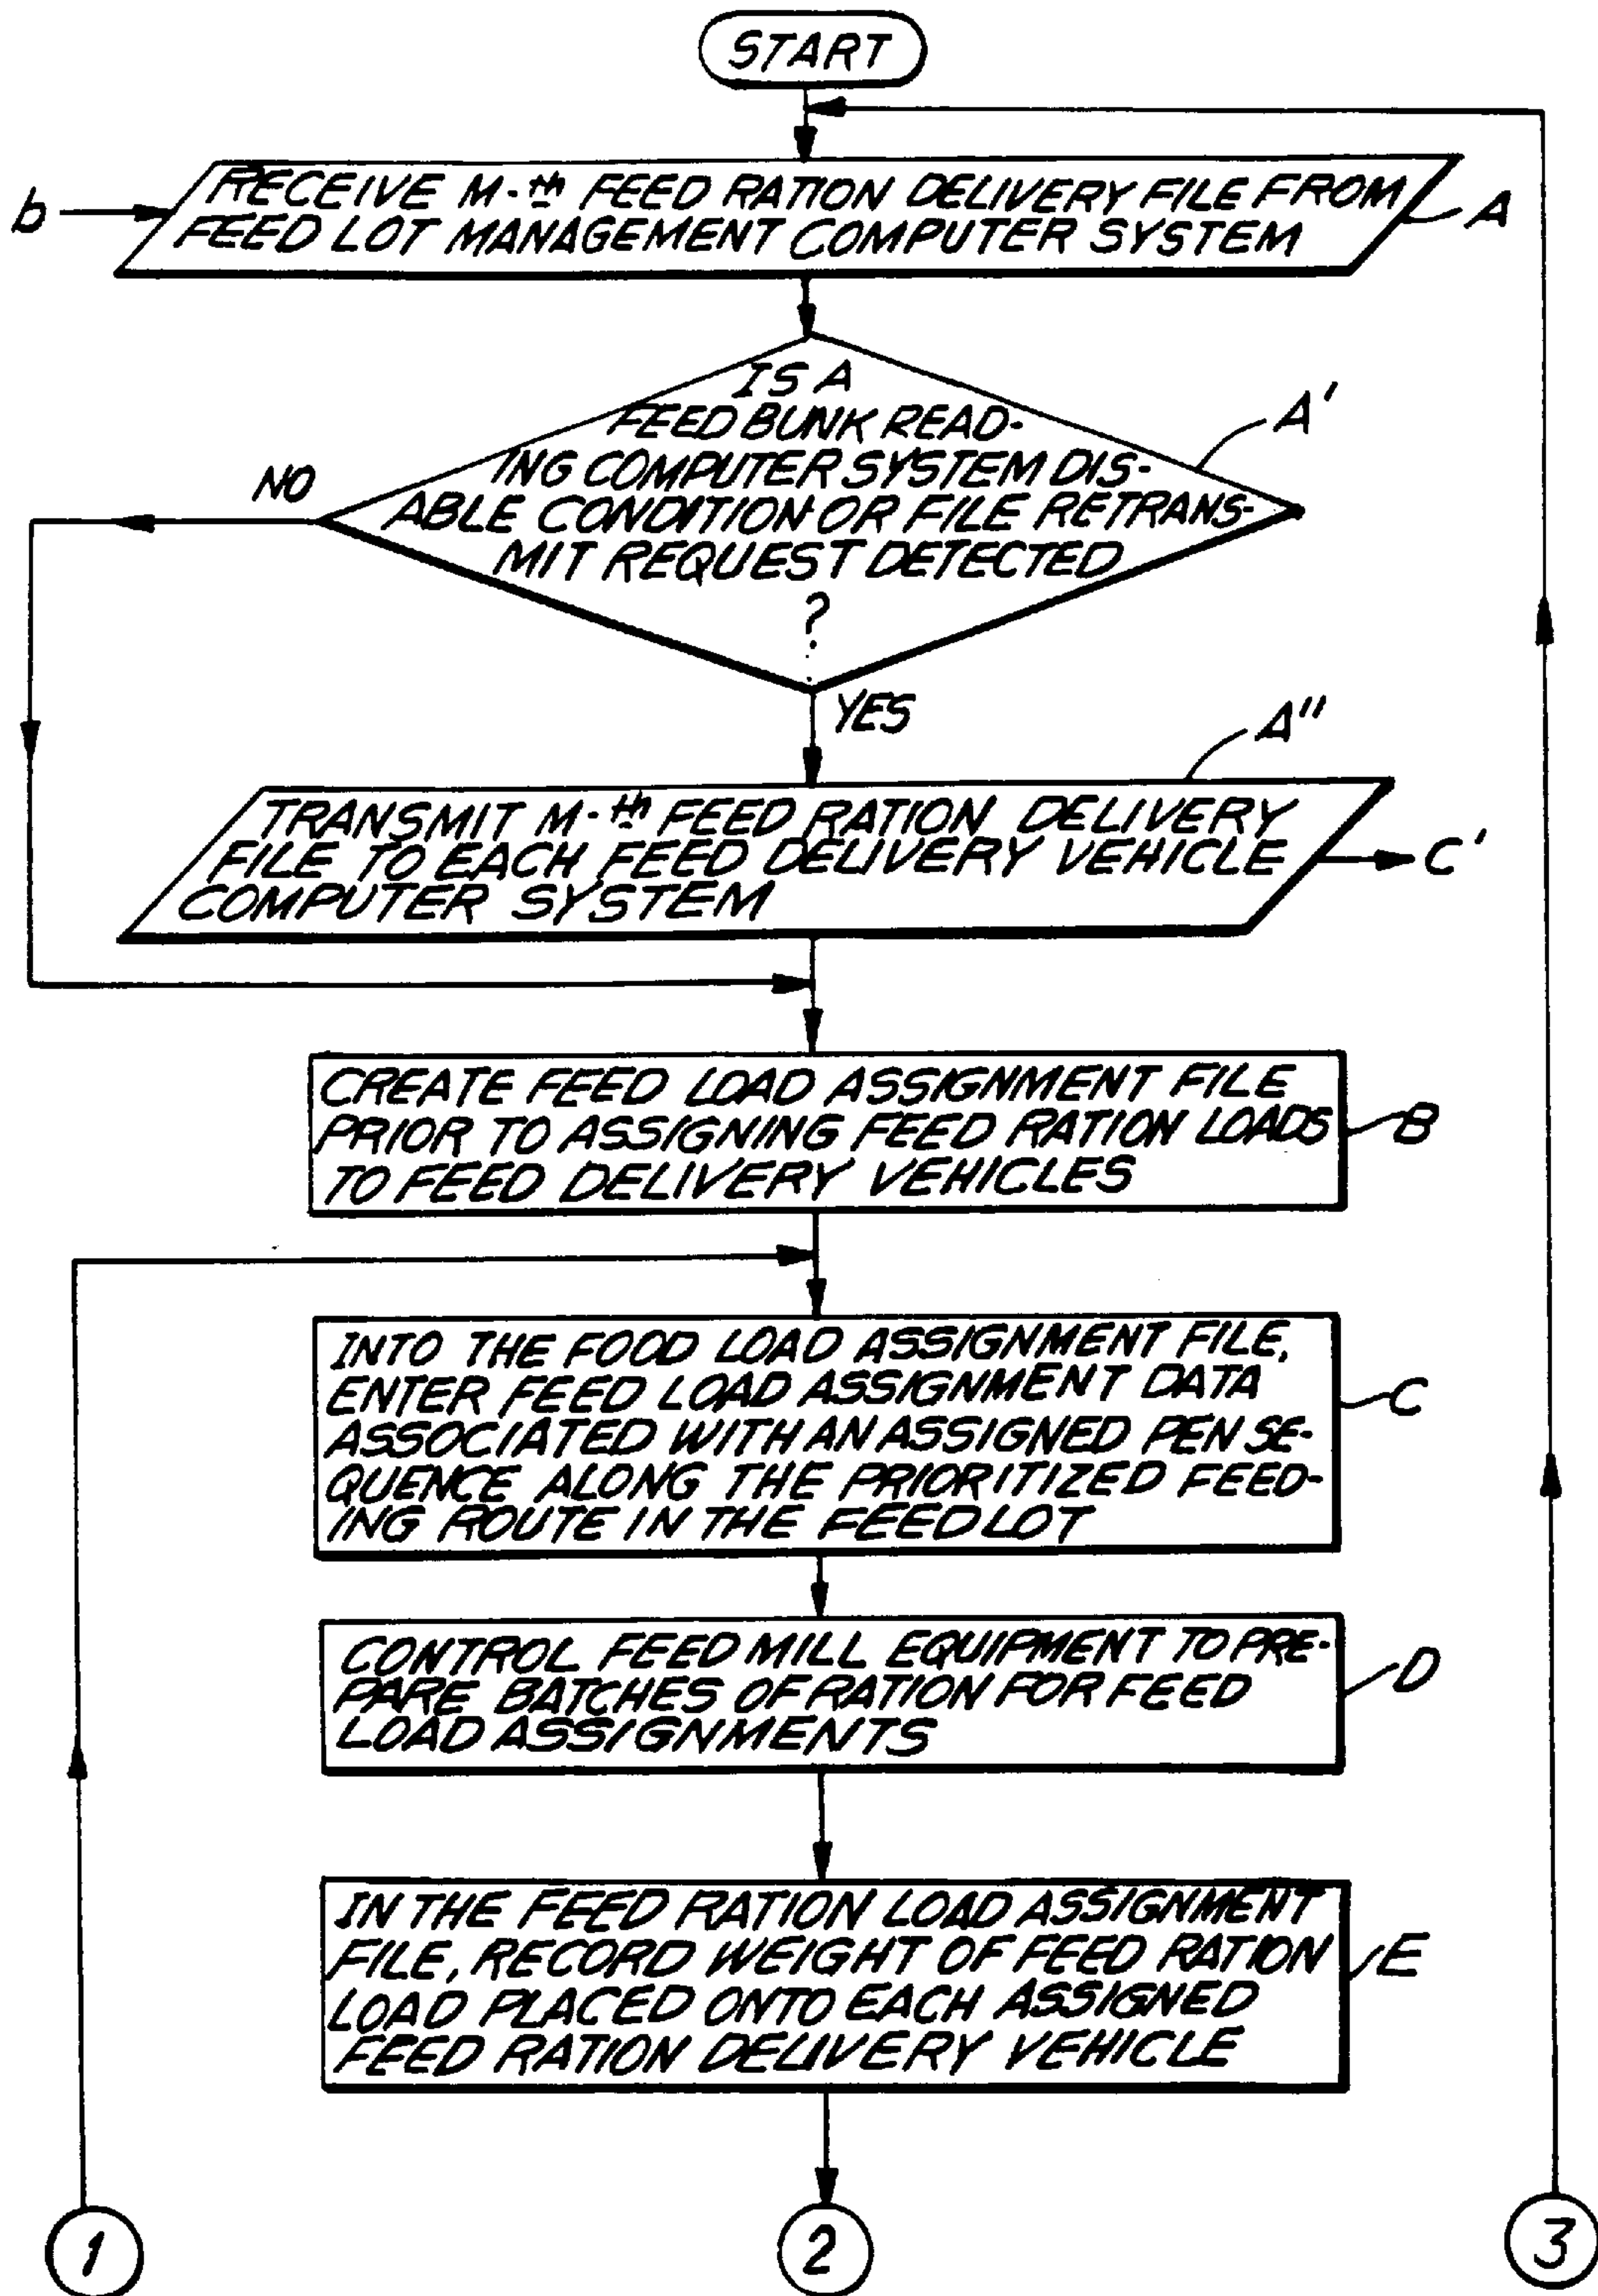 START
RECEIVE M-th FEED RATION DELIVERY FILE FROM
FEED LOT MANAGEMENT COMPUTER SYSTEM
b
A
IS A
FEED BUNK READ-
ING COMPUTER SYSTEM DIS-
ABLE CONDITION OR FILE RETRANS-
MIT REQUEST DETECTED
?
A'
NO
YES
A"
TRANSMIT M-th FEED RATION DELIVERY
FILE TO EACH FEED DELIVERY VEHICLE
COMPUTER SYSTEM
C'
CREATE FEED LOAD ASSIGNMENT FILE
PRIOR TO ASSIGNING FEED RATION LOADS
TO FEED DELIVERY VEHICLES
B
INTO THE FOOD LOAD ASSIGNMENT FILE,
ENTER FEED LOAD ASSIGNMENT DATA
ASSOCIATED WITH AN ASSIGNED PEN SE-
QUENCE ALONG THE PRIORITIZED FEED-
ING ROUTE IN THE FEEDLOT
C
CONTROL FEED MILL EQUIPMENT TO PRE-
PARE BATCHES OF RATION FOR FEED
LOAD ASSIGNMENTS
D
IN THE FEED RATION LOAD ASSIGNMENT
FILE, RECORD WEIGHT OF FEED RATION
LOAD PLACED ONTO EACH ASSIGNED
FEED RATION DELIVERY VEHICLE
E
1
2
3